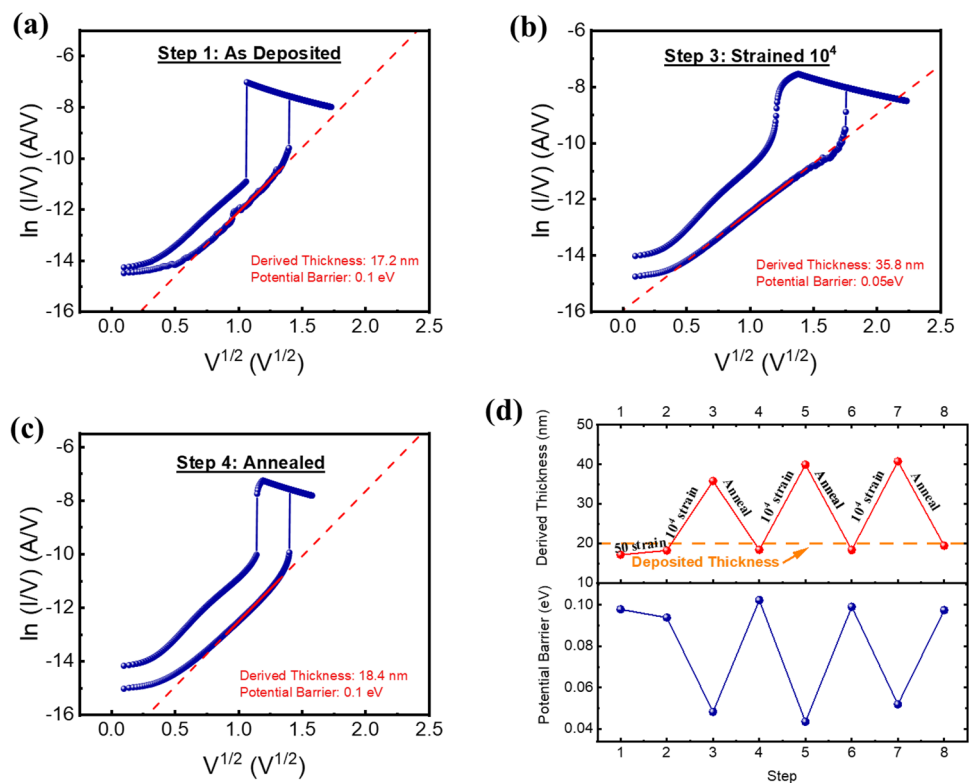 (a)
Step 1: As Deposited
-6
-8
-10
-12
-14
-16
ln (I/V) (A/V)
Derived Thickness: 17.2 nm
Potential Barrier: 0.1 eV
0.0 0.5 1.0 1.5 2.0 2.5
V^1/2 (V^1/2)
(b)
Step 3: Strained 10^4
-6
-8
-10
-12
-14
-16
ln (I/V) (A/V)
Derived Thickness: 35.8 nm
Potential Barrier: 0.05eV
0.0 0.5 1.0 1.5 2.0 2.5
V^1/2 (V^1/2)
(c)
Step 4: Annealed
-6
-8
-10
-12
-14
-16
ln (I/V) (A/V)
Derived Thickness: 18.4 nm
Potential Barrier: 0.1 eV
0.0 0.5 1.0 1.5 2.0 2.5
V^1/2 (V^1/2)
(d)
1 2 3 4 5 6 7 8
50
40
30
20
10
Derived Thickness (nm)
50 strain
10^4 strain
Anneal
10^4 strain
Anneal
10^4 strain
Anneal
Deposited Thickness
0.10
0.08
0.06
0.04
Potential Barrier (eV)
1 2 3 4 5 6 7 8
Step